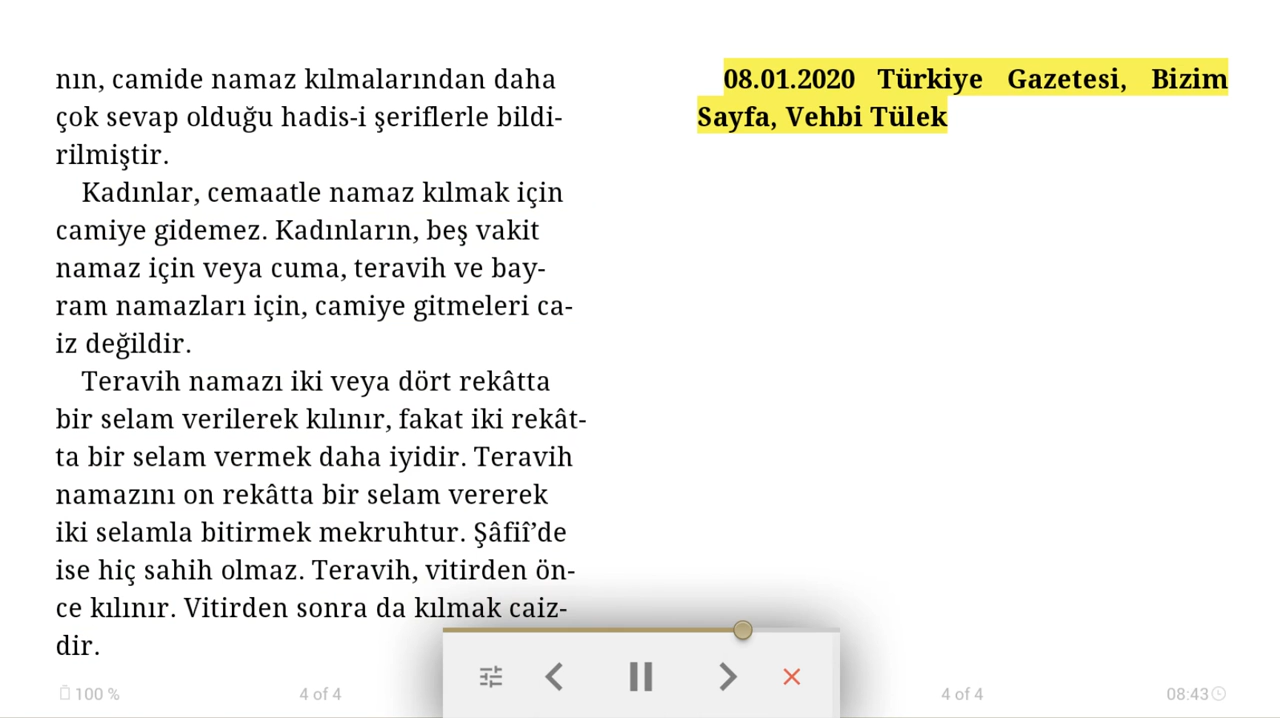 nın, camide namaz kılmalarından daha
çok sevap olduğu hadis-i şeriflerle bildi-
rilmiştir.
Kadınlar, cemaatle namaz kılmak için
camiye gidemez. Kadınların, beş vakit
namaz için veya cuma, teravih ve bay-
ram namazları için, camiye gitmeleri ca-
iz değildir.
Teravih namazı iki veya dört rekâtta
bir selam verilerek kılınır, fakat iki rekât-
ta bir selam vermek daha iyidir. Teravih
namazını on rekâtta bir selam vererek
iki selamla bitirmek mekruhtur. Şâfiî’de
ise hiç sahih olmaz. Teravih, vitirden ön-
ce kılınır. Vitirden sonra da kılmak caiz-
dir.
08.01.2020 Türkiye Gazetesi, Bizim
Sayfa, Vehbi Tülek
100 %
4 of 4
4 of 4
08:43